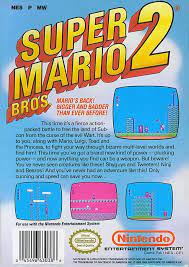 NES P MW
SUPER
MARIO 2
BROS
MARIO'S BACK!
BIGGER AND BADDER
THAN EVER BEFORE!
This time it's a fierce action-
packed battle to free the land of Sub-
con from the curse of the evil Wart. It's up
to you, along with Mario, Luigi, Toad and
the Princess, to fight your way through bizarre multi-level worlds and
find him! This time you've got a brand new kind of power—plucking
power—and now anything you find can be a weapon. But beware!
You've never seen creatures like these! Shyguys and Tweeters! Ninji
and Beezos! And you've never had an adventure like this! Only
cunning and speed can save you now...
For use with the Nintendo Entertainment System
Nintendo
ENTERTAINMENT SYSTEM